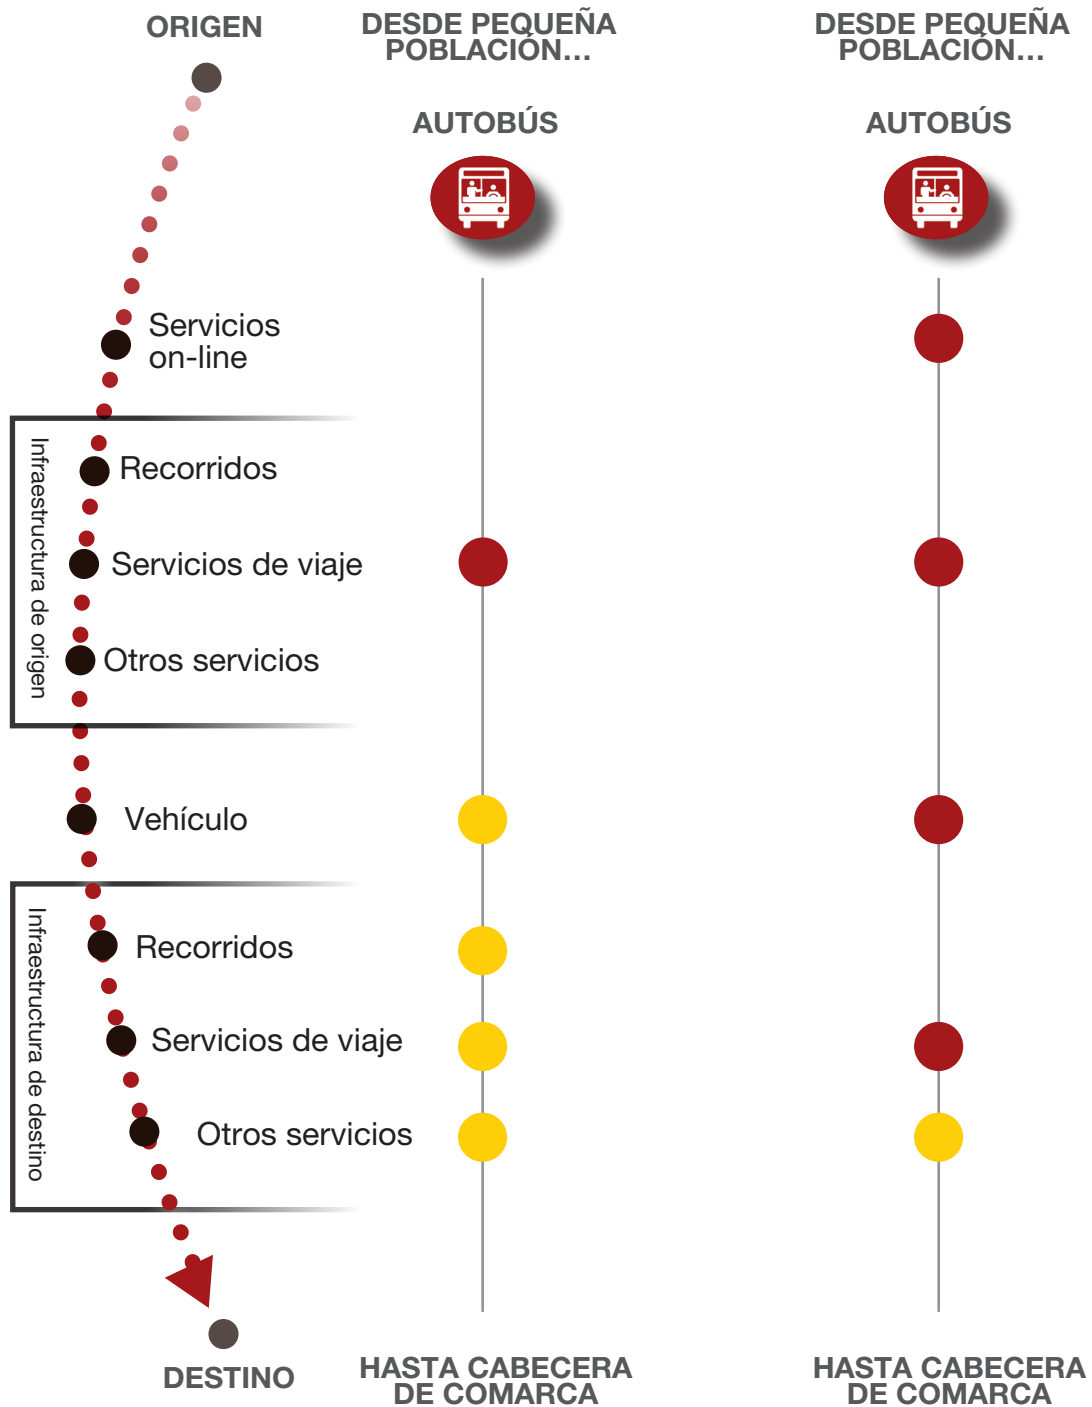 ORIGEN
DESDE PEQUEÑA
POBLACIÓN...
AUTOBÚS
DESDE PEQUEÑA
POBLACIÓN...
AUTOBÚS
Servicios
on-line
Infraestructura de origen
Recorridos
Servicios de viaje
Otros servicios
Vehículo
Infraestructura de destino
Recorridos
Servicios de viaje
Otros servicios
DESTINO
HASTA CABECERA
DE COMARCA
HASTA CABECERA
DE COMARCA